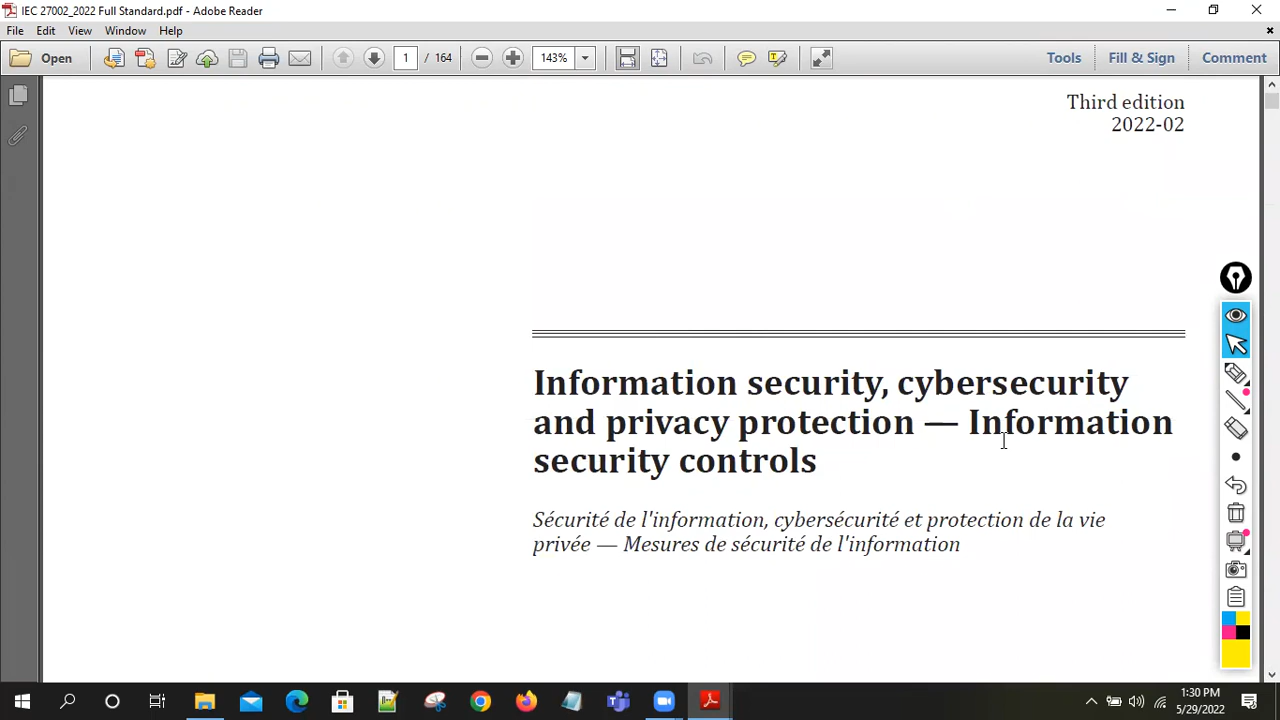 IEC 27002_2022 Full Standard.pdf - Adobe Reader
File Edit View Window Help
Open 1 / 164 143% Tools Fill & Sign Comment
Third edition
2022-02
Information security, cybersecurity
and privacy protection — Information
security controls
Sécurité de l'information, cybersécurité et protection de la vie
privée — Mesures de sécurité de l'information
1:30 PM
5/29/2022